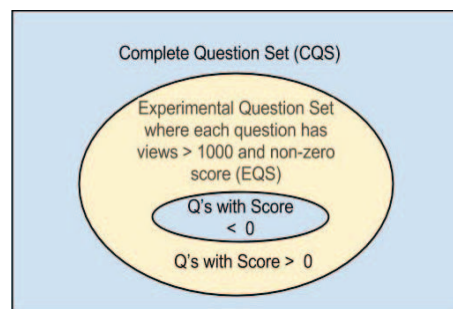 Complete Question Set (CQS)
Experimental Question Set
where each question has
views > 1000 and non-zero
score (EQS)
Q's with Score
< 0
Q's with Score > 0